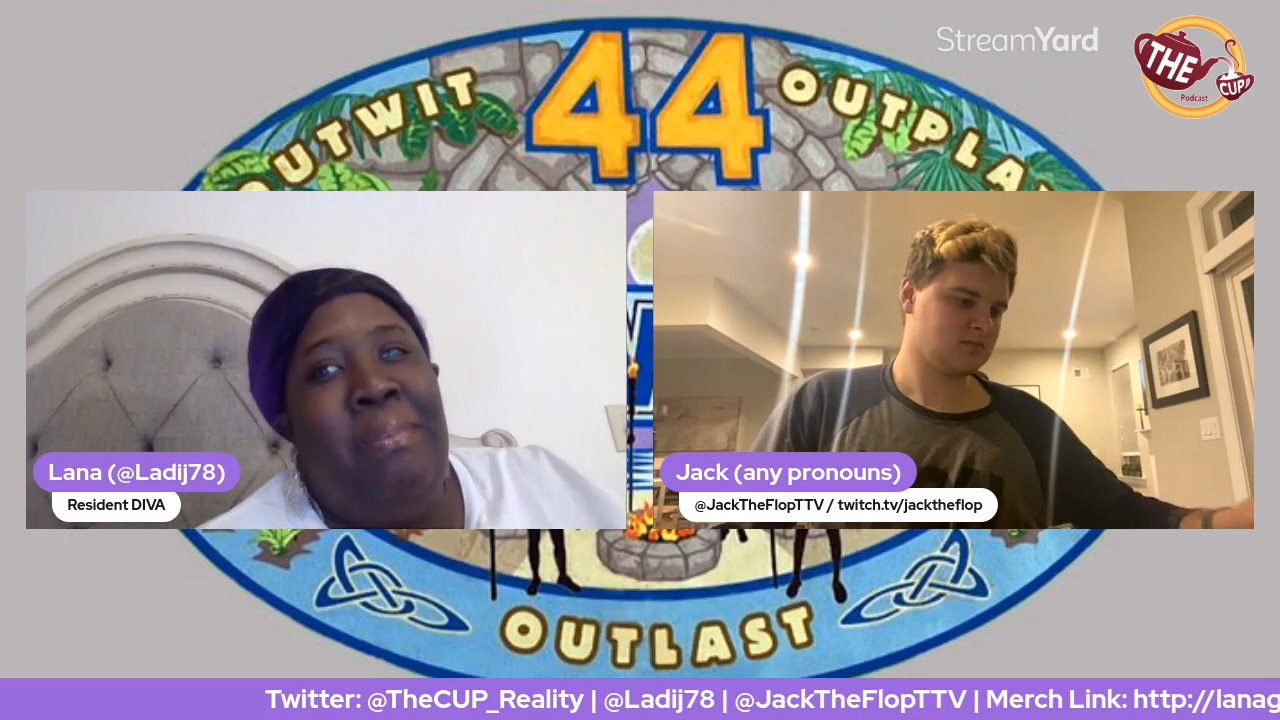 OUTWIT
44
OUTPLA
StreamYard
THE
CUP
Podcast
Lana (@Ladij78)
Resident DIVA
Jack (any pronouns)
@JackTheFlopTTV / twitch.tv/jacktheflop
OUTLAST
Twitter: @TheCUP_Reality | @Ladij78 | @JackTheFlopTTV | Merch Link: http://lanag